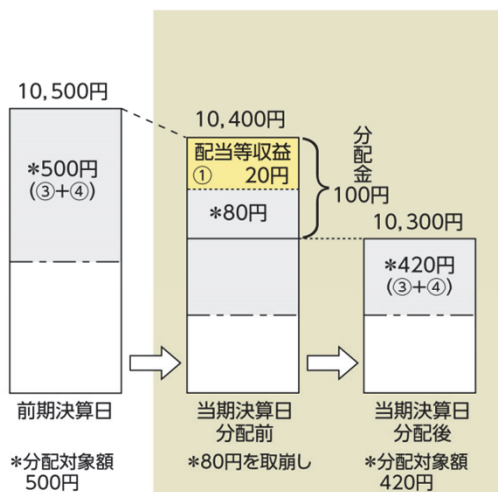 10,500円
*500円
(③+④)
前期決算日
*分配対象額
500円
10,400円
配当等収益
① 20円
*80円
分配金
100円
当期決算日
分配前
*80円を取崩し
10,300円
*420円
(③+④)
当期決算日
分配後
*分配対象額
420円